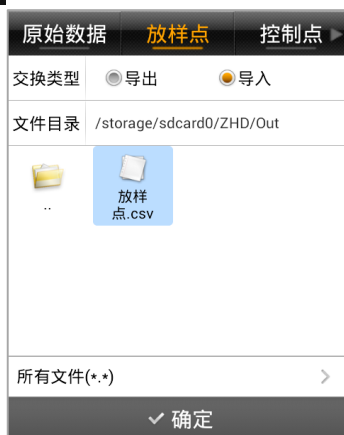 原始数据 放样点 控制点
交换类型 导出 导入
文件目录 /storage/sdcard0/ZHD/Out
..
放样
点.csv
所有文件(*.*)
确定